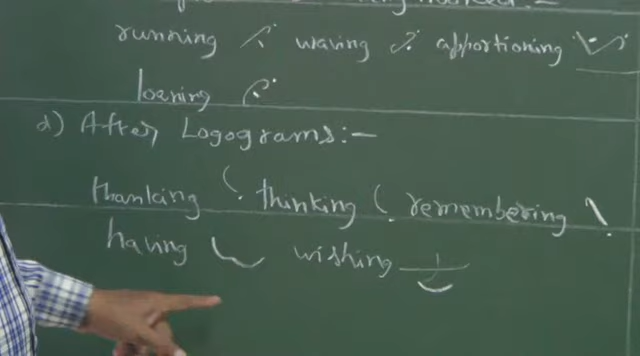 running waving apportioning
loaning
d) After Logograms:-
thanking thinking remembering
having wishing